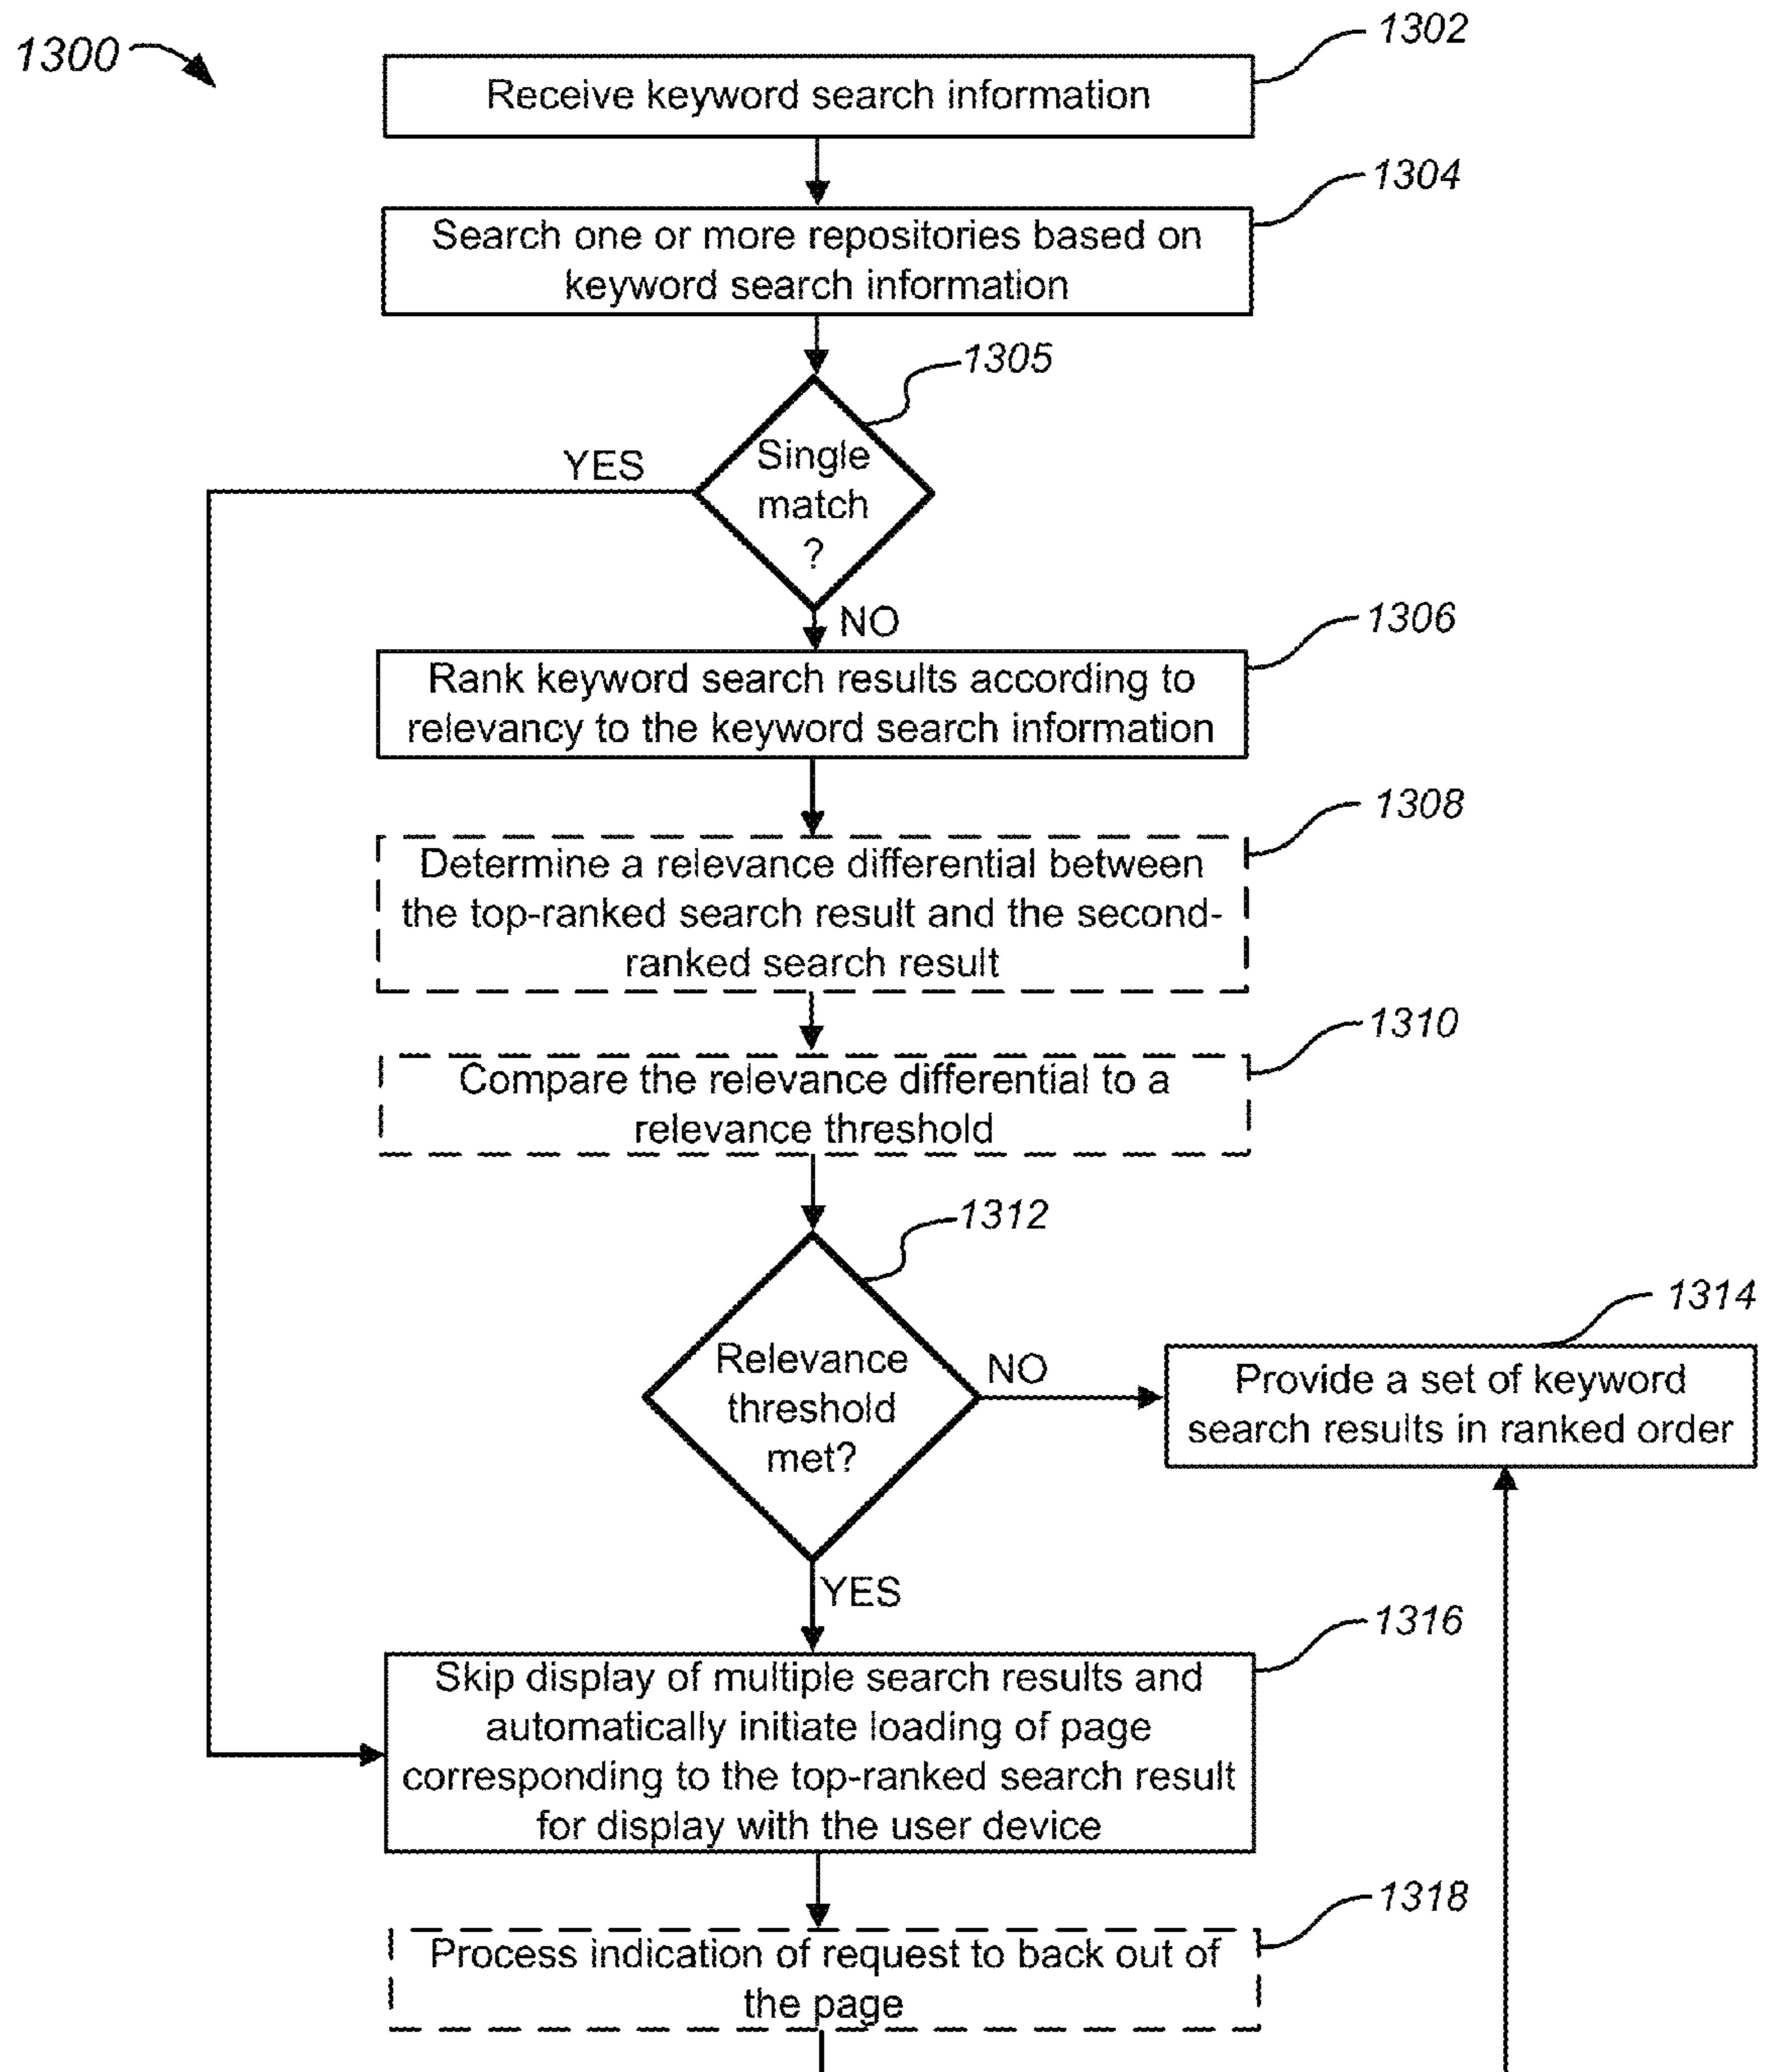 1300
1302
Receive keyword search information
1304
Search one or more repositories based on
keyword search information
1305
Single
match
?
YES
NO
1306
Rank keyword search results according to
relevancy to the keyword search information
1308
Determine a relevance differential between
the top-ranked search result and the second-
ranked search result
1310
Compare the relevance differential to a
relevance threshold
1312
Relevance
threshold
met?
NO
1314
Provide a set of keyword
search results in ranked order
YES
1316
Skip display of multiple search results and
automatically initiate loading of page
corresponding to the top-ranked search result
for display with the user device
1318
Process indication of request to back out of
the page